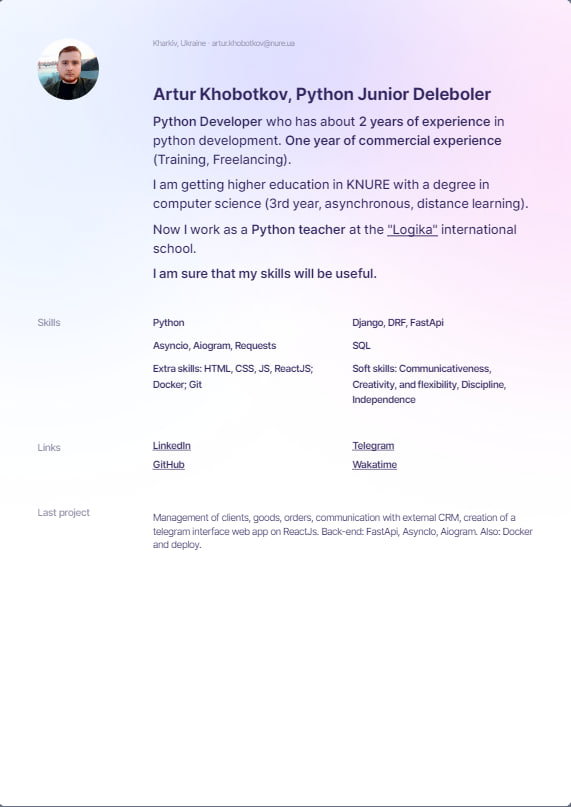 Kharkiv, Ukraine · artur.khobotkov@nure.ua
Artur Khobotkov, Python Junior Deleboler
Python Developer who has about 2 years of experience in
python development. One year of commercial experience
(Training, Freelancing).
I am getting higher education in KNURE with a degree in
computer science (3rd year, asynchronous, distance learning).
Now I work as a Python teacher at the "Logika" international
school.
I am sure that my skills will be useful.
Skills
Python
Django, DRF, FastApi
Asyncio, Aiogram, Requests
SQL
Extra skills: HTML, CSS, JS, ReactJS;
Docker; Git
Soft skills: Communicativeness,
Creativity, and flexibility, Discipline,
Independence
Links
LinkedIn
Telegram
GitHub
Wakatime
Last project
Management of clients, goods, orders, communication with external CRM, creation of a
telegram interface web app on ReactJs. Back-end: FastApi, AsyncIo, Aiogram. Also: Docker
and deploy.